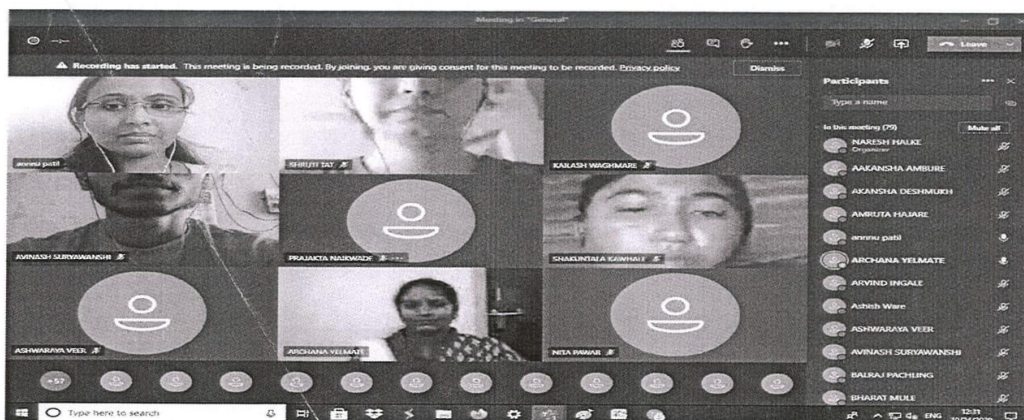 Meeting in "General"
Leave
Recording has started. This meeting is being recorded. By joining, you are giving consent for this meeting to be recorded. Privacy policy
Dismiss
annnu patil
SHRUTI TAT
KAILASH WAGHMARE
AVINASH SURYAWANSHI
PRAJAKTA NAIKWADE
SHAKUNTALA KAWHALE
ASHWARAYA VEER
ARCHANA YELMATE
NITA PAWAR
+57
Participants
Type a name
In this meeting (79)
Mute all
NARESH HALKE
Organizer
AAKANSHA AMBURE
AKANSHA DESHMUKH
AMRUTA HAJARE
annnu patil
ARCHANA YELMATE
ARVIND INGALE
Ashish Ware
ASHWARAYA VEER
AVINASH SURYAWANSHI
BALRAJ PACHLING
BHARAT MULE
Type here to search
ENG
12:31